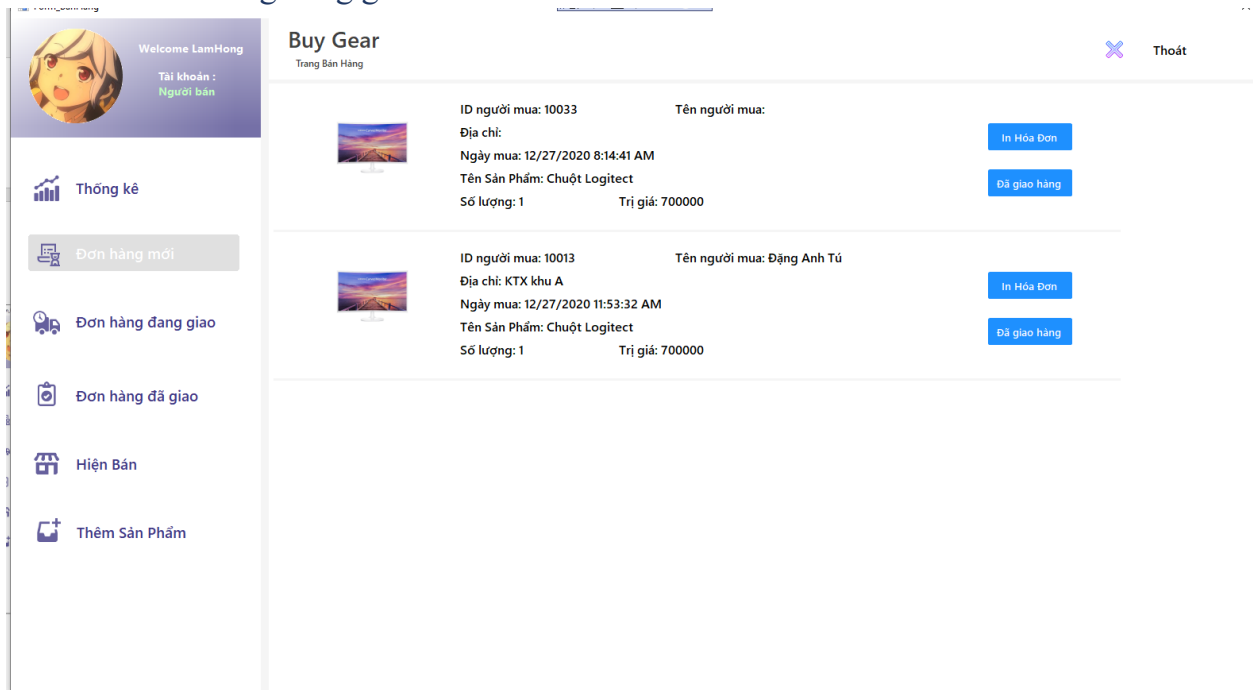 Welcome LamHong
Tài khoản :
Người bán
Buy Gear
Trang Bán Hàng
Thoát
Thống kê
Đơn hàng mới
Đơn hàng đang giao
Đơn hàng đã giao
Hiện Bán
Thêm Sản Phẩm
ID người mua: 10033 Tên người mua:
Địa chỉ:
Ngày mua: 12/27/2020 8:14:41 AM
Tên Sản Phẩm: Chuột Logitect
Số lượng: 1 Trị giá: 700000
In Hóa Đơn
Đã giao hàng
ID người mua: 10013 Tên người mua: Đặng Anh Tú
Địa chỉ: KTX khu A
Ngày mua: 12/27/2020 11:53:32 AM
Tên Sản Phẩm: Chuột Logitect
Số lượng: 1 Trị giá: 700000
In Hóa Đơn
Đã giao hàng